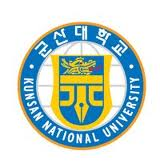 군산대학교
KUNSAN NATIONAL UNIVERSITY